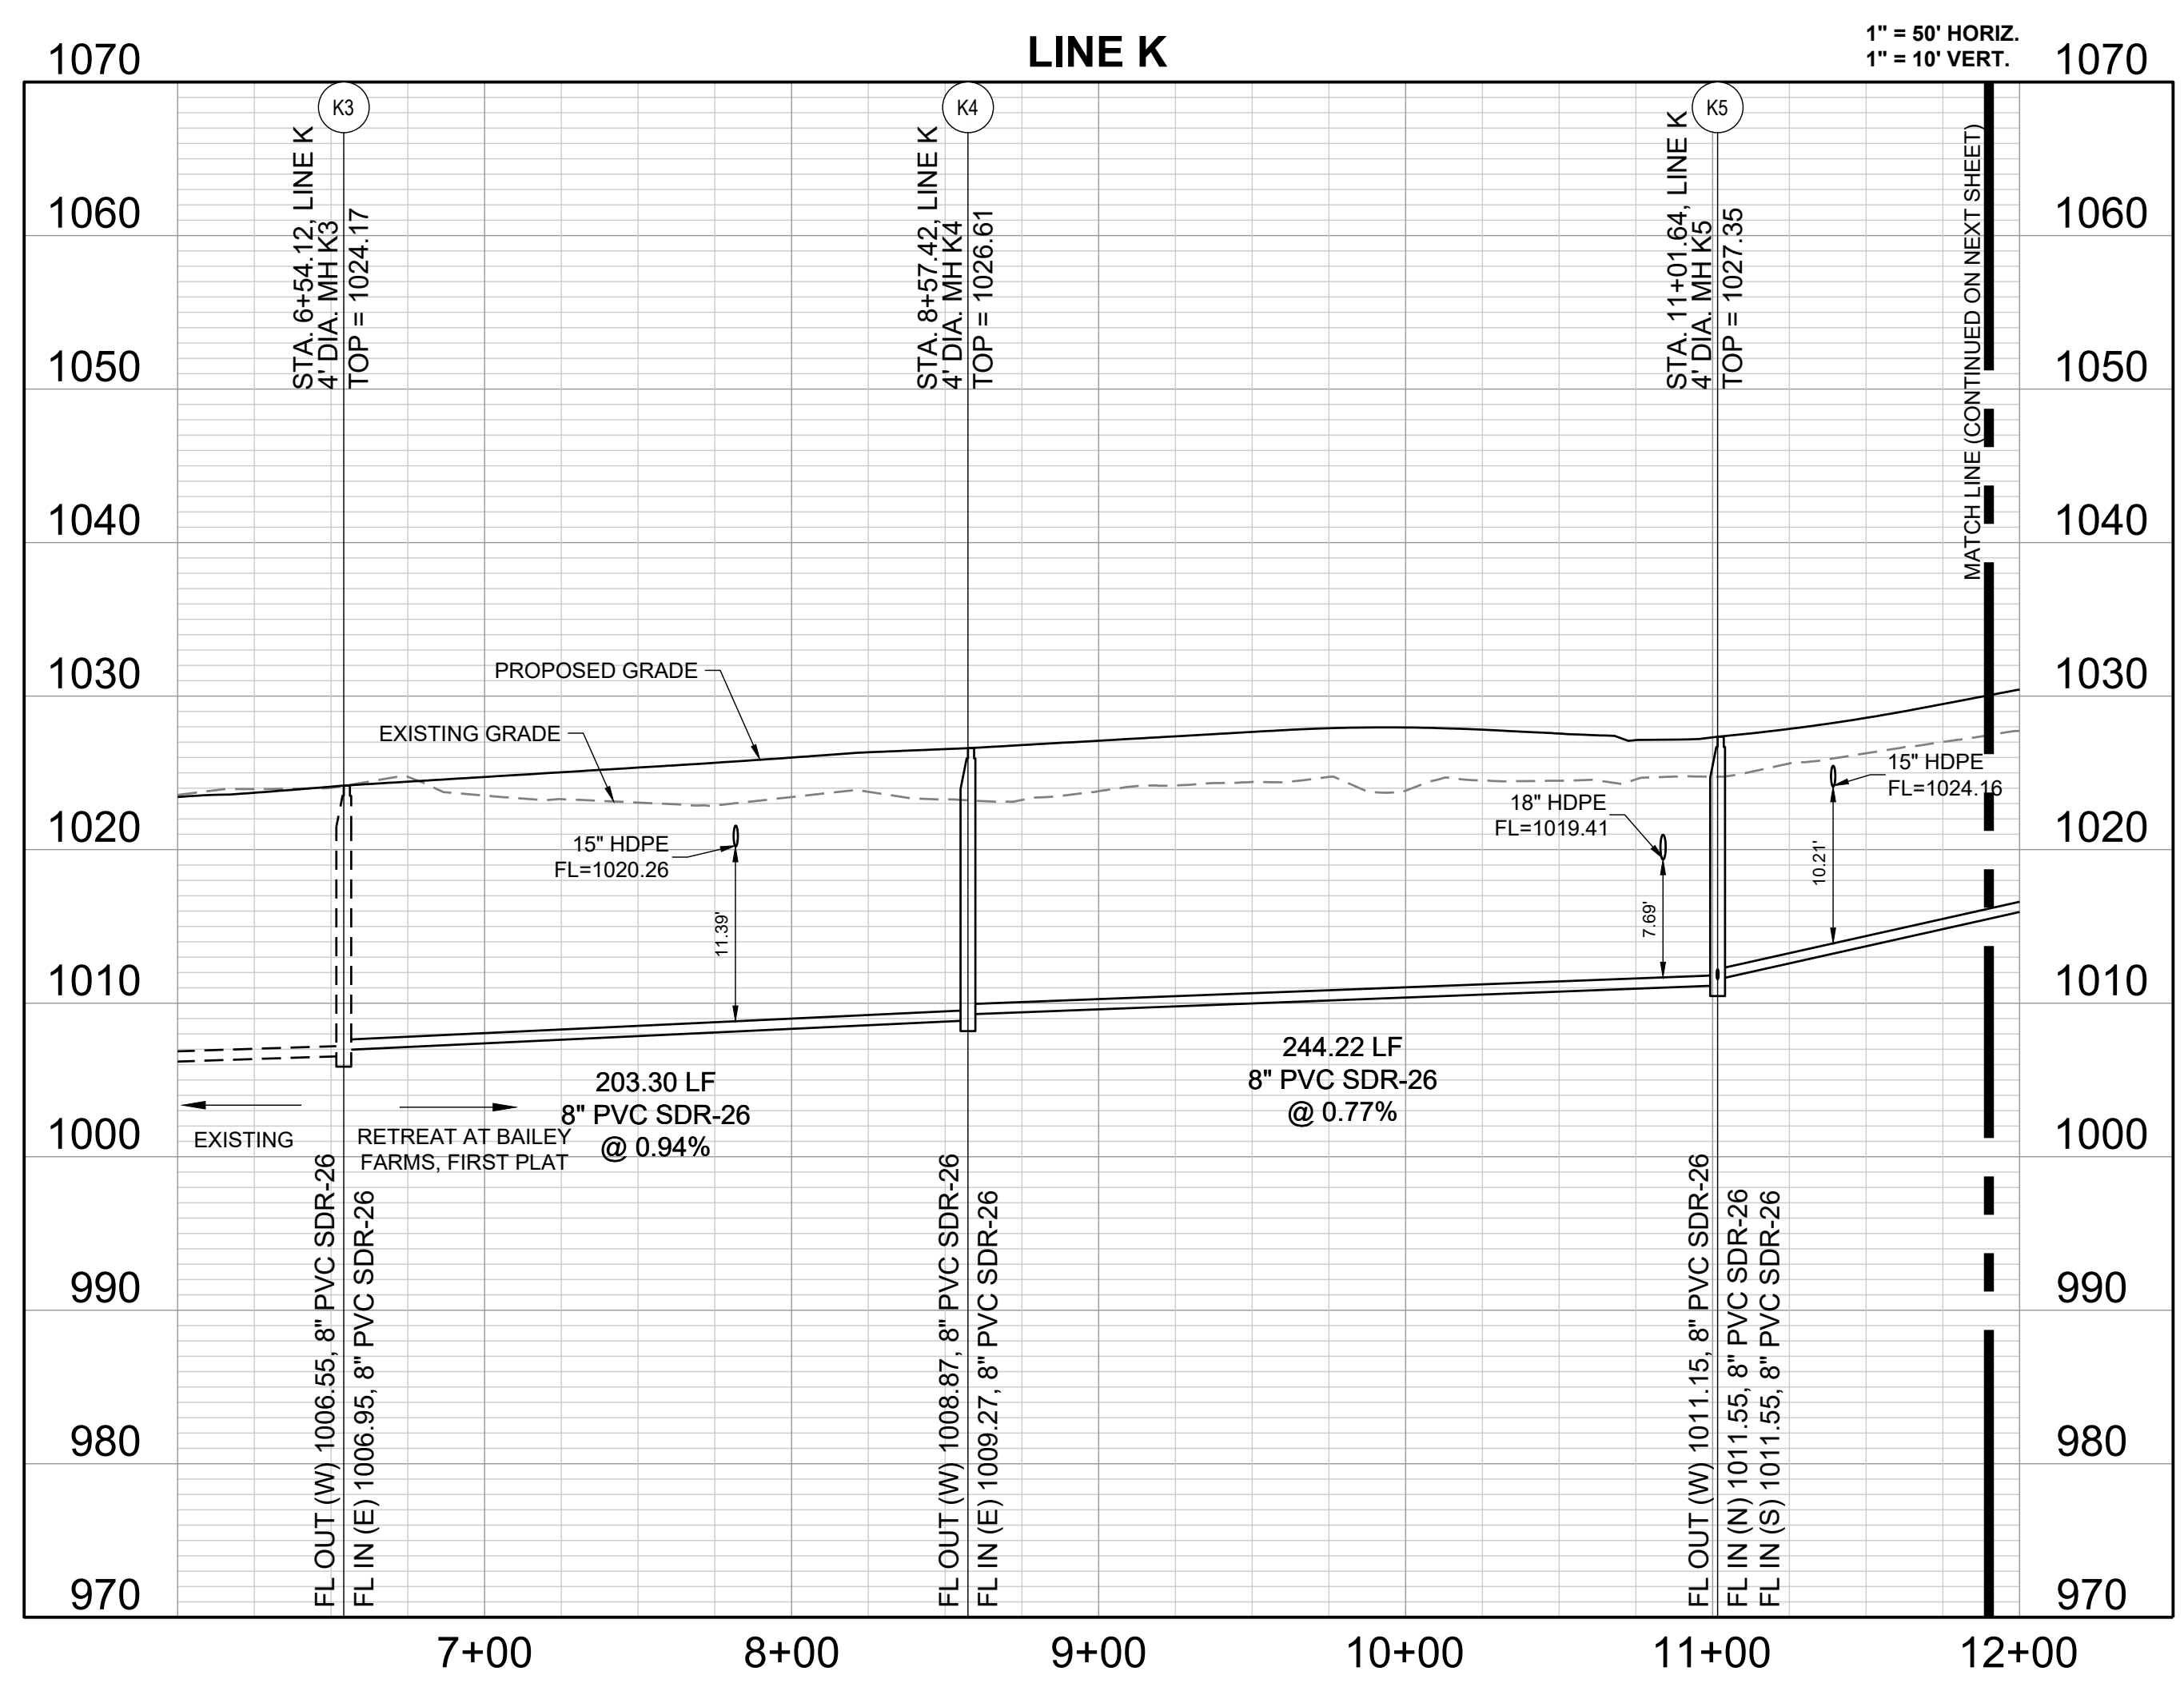 LINE K
1" = 50' HORIZ.
1" = 10' VERT.
1070
1070
K3
K4
K5
STA. 6+54.12, LINE K
4' DIA. MH K3
TOP = 1024.17
STA. 8+57.42, LINE K
4' DIA. MH K4
TOP = 1026.61
STA. 11+01.64, LINE K
4' DIA. MH K5
TOP = 1027.35
MATCH LINE (CONTINUED ON NEXT SHEET)
1060
1060
1050
1050
1040
1040
1030
1030
PROPOSED GRADE
EXISTING GRADE
15" HDPE
FL=1024.16
18" HDPE
FL=1019.41
15" HDPE
FL=1020.26
1020
1020
10.21'
11.39'
7.69'
1010
1010
244.22 LF
8" PVC SDR-26
@ 0.77%
203.30 LF
8" PVC SDR-26
@ 0.94%
EXISTING
RETREAT AT BAILEY
FARMS, FIRST PLAT
1000
1000
FL OUT (W) 1006.55, 8" PVC SDR-26
FL IN (E) 1006.95, 8" PVC SDR-26
FL OUT (W) 1008.87, 8" PVC SDR-26
FL IN (E) 1009.27, 8" PVC SDR-26
FL OUT (W) 1011.15, 8" PVC SDR-26
FL IN (N) 1011.55, 8" PVC SDR-26
FL IN (S) 1011.55, 8" PVC SDR-26
990
990
980
980
970
970
7+00
8+00
9+00
10+00
11+00
12+00